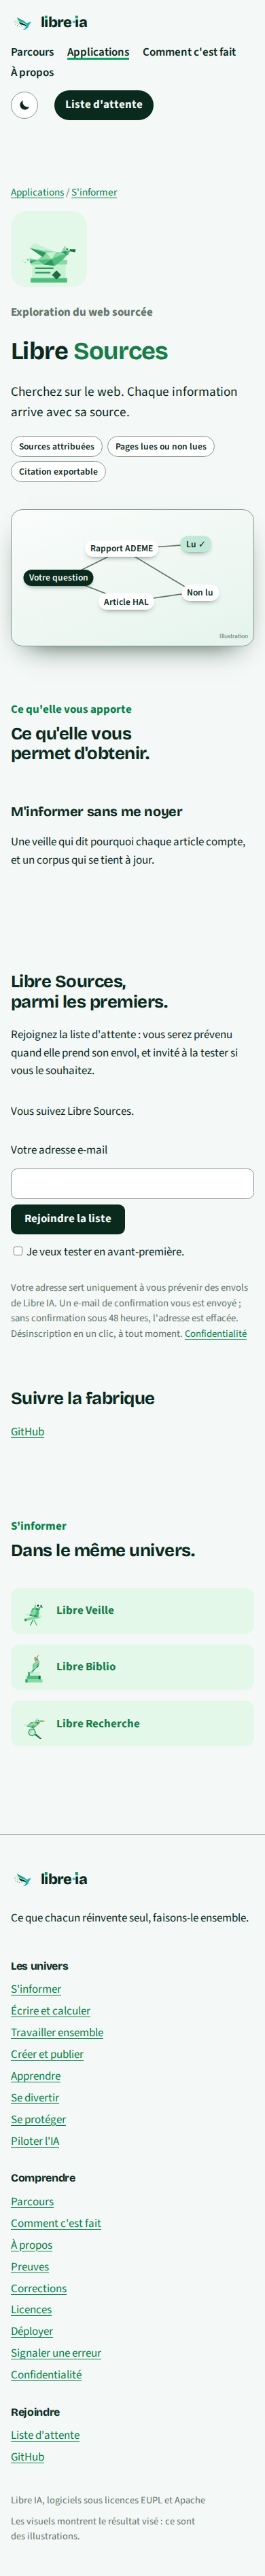 libre·ia
Parcours Applications Comment c'est fait
À propos
Liste d'attente
Applications / S'informer
Exploration du web sourcée
Libre Sources
Cherchez sur le web. Chaque information
arrive avec sa source.
Sources attribuées Pages lues ou non lues
Citation exportable
Rapport ADEME
Lu ✓
Votre question
Non lu
Article HAL
Illustration
Ce qu'elle vous apporte
Ce qu'elle vous
permet d'obtenir.
M'informer sans me noyer
Une veille qui dit pourquoi chaque article compte,
et un corpus qui se tient à jour.
Libre Sources,
parmi les premiers.
Rejoignez la liste d'attente : vous serez prévenu
quand elle prend son envol, et invité à la tester si
vous le souhaitez.
Vous suivez Libre Sources.
Votre adresse e-mail
Rejoindre la liste
Je veux tester en avant-première.
Votre adresse sert uniquement à vous prévenir des envols
de Libre IA. Un e-mail de confirmation vous est envoyé ;
sans confirmation sous 48 heures, l'adresse est effacée.
Désinscription en un clic, à tout moment. Confidentialité
Suivre la fabrique
GitHub
S'informer
Dans le même univers.
Libre Veille
Libre Biblio
Libre Recherche
libre·ia
Ce que chacun réinvente seul, faisons-le ensemble.
Les univers
S'informer
Écrire et calculer
Travailler ensemble
Créer et publier
Apprendre
Se divertir
Se protéger
Piloter l'IA
Comprendre
Parcours
Comment c'est fait
À propos
Preuves
Corrections
Licences
Déployer
Signaler une erreur
Confidentialité
Rejoindre
Liste d'attente
GitHub
Libre IA, logiciels sous licences EUPL et Apache
Les visuels montrent le résultat visé : ce sont
des illustrations.